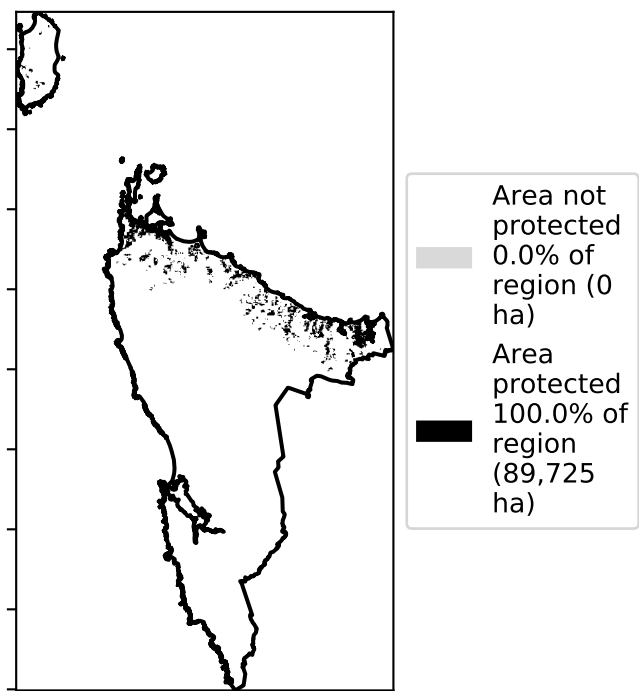 Area not
protected
0.0% of
region (0
ha)
Area
protected
100.0% of
region
(89,725
ha)